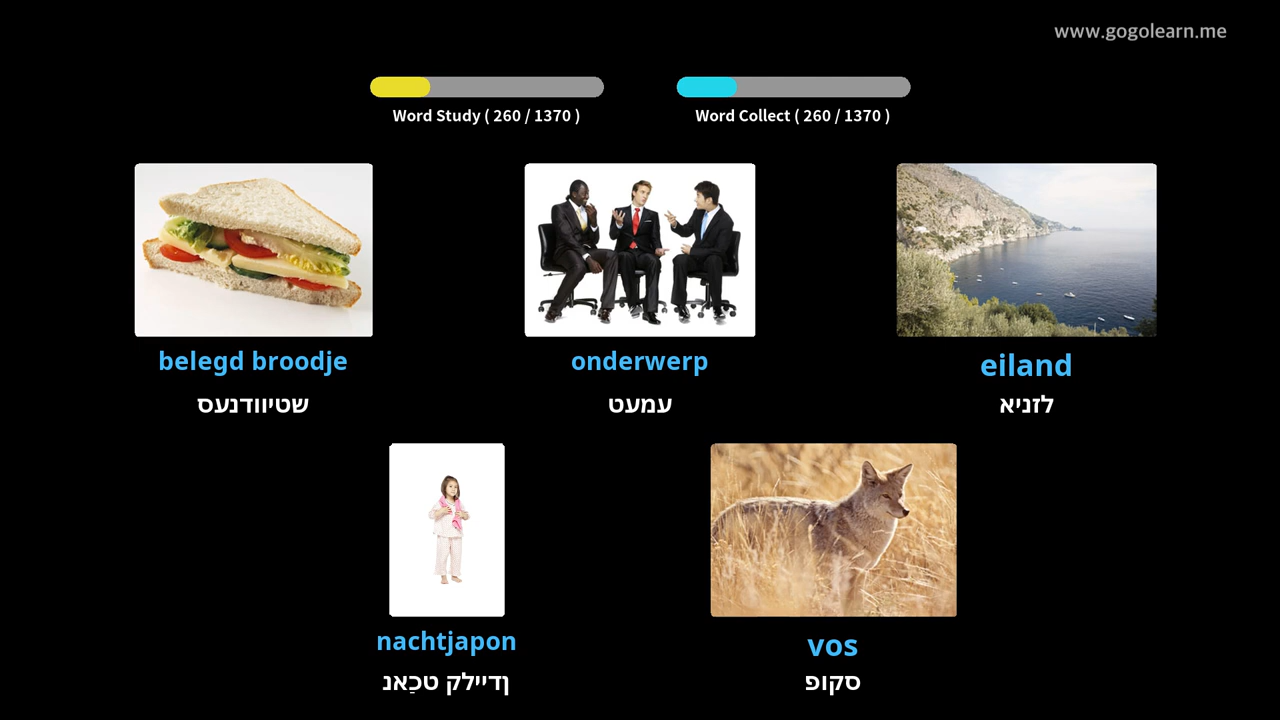 www.gogolearn.me
Word Study ( 260 / 1370 )
Word Collect ( 260 / 1370 )
belegd broodje
שטיוודנעס
onderwerp
עמעט
eiland
לזניא
nachtjapon
ןדיילק טכַאנ
vos
סקופ